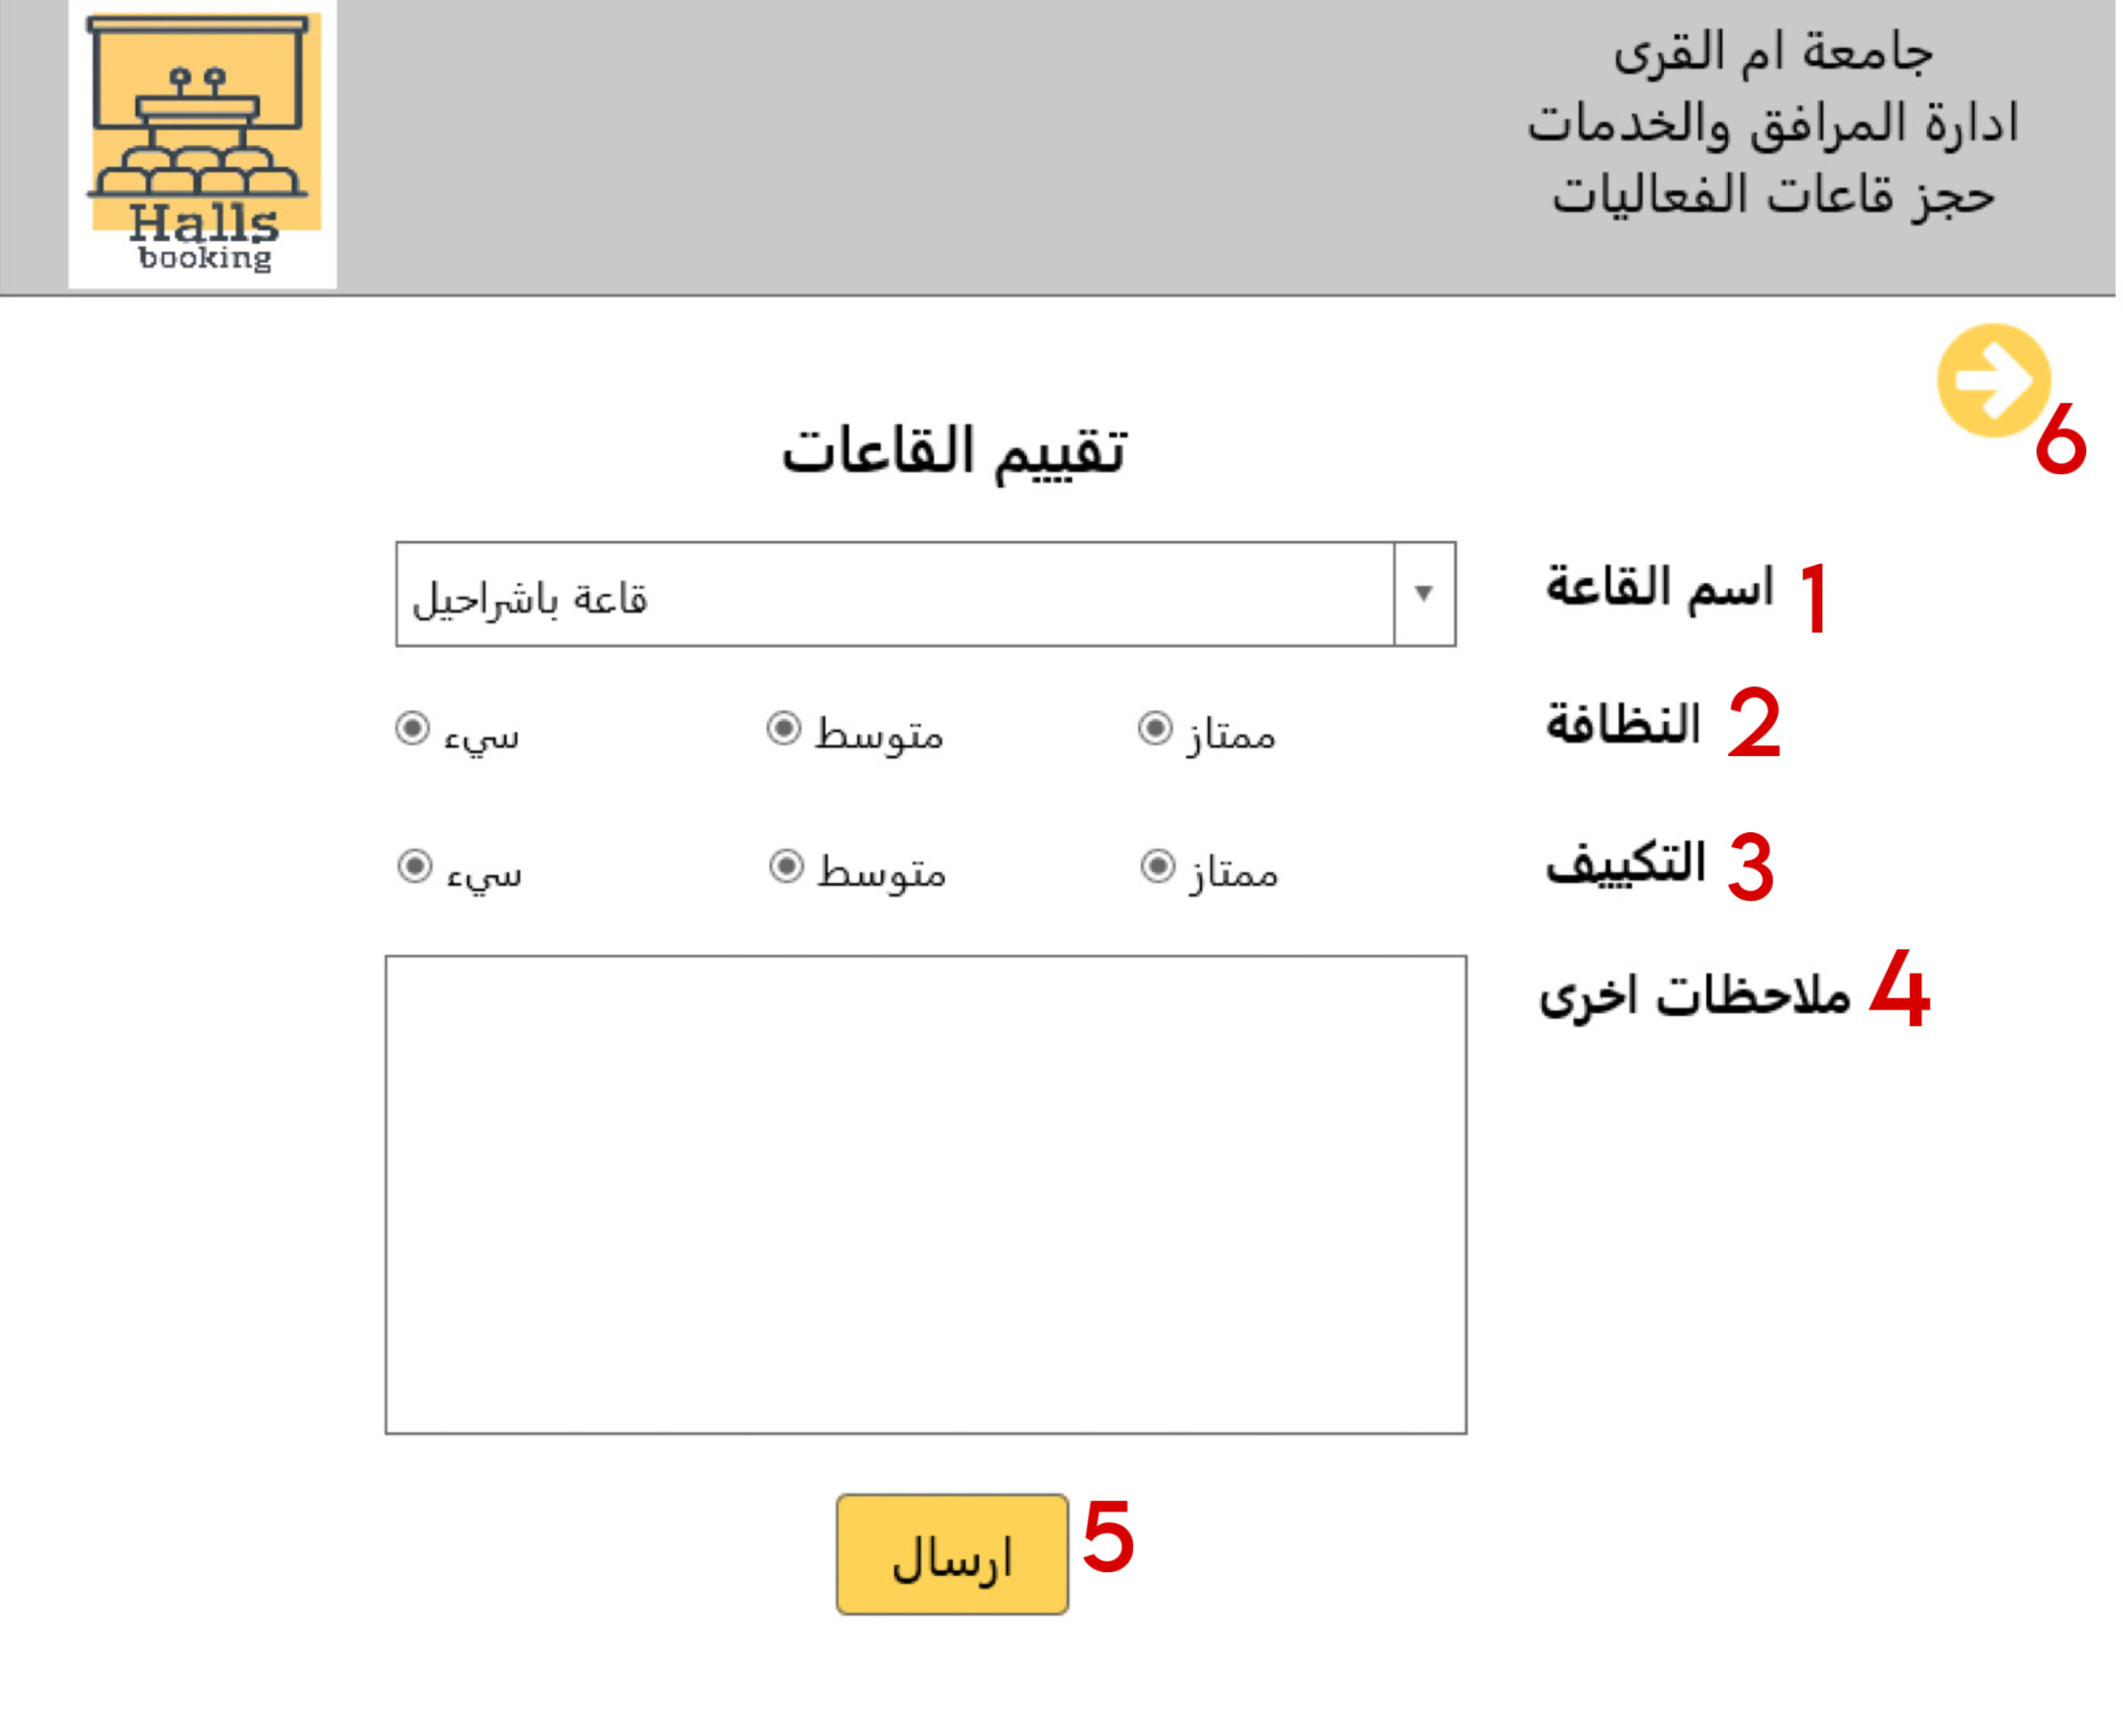 جامعة ام القرى
ادارة المرافق والخدمات
حجز قاعات الفعاليات
Halls
booking
6
تقييم القاعات
1 اسم القاعة قاعة باشراحيل
2 النظافة ممتاز متوسط سيء
3 التكييف ممتاز متوسط سيء
4 ملاحظات اخرى
5 ارسال